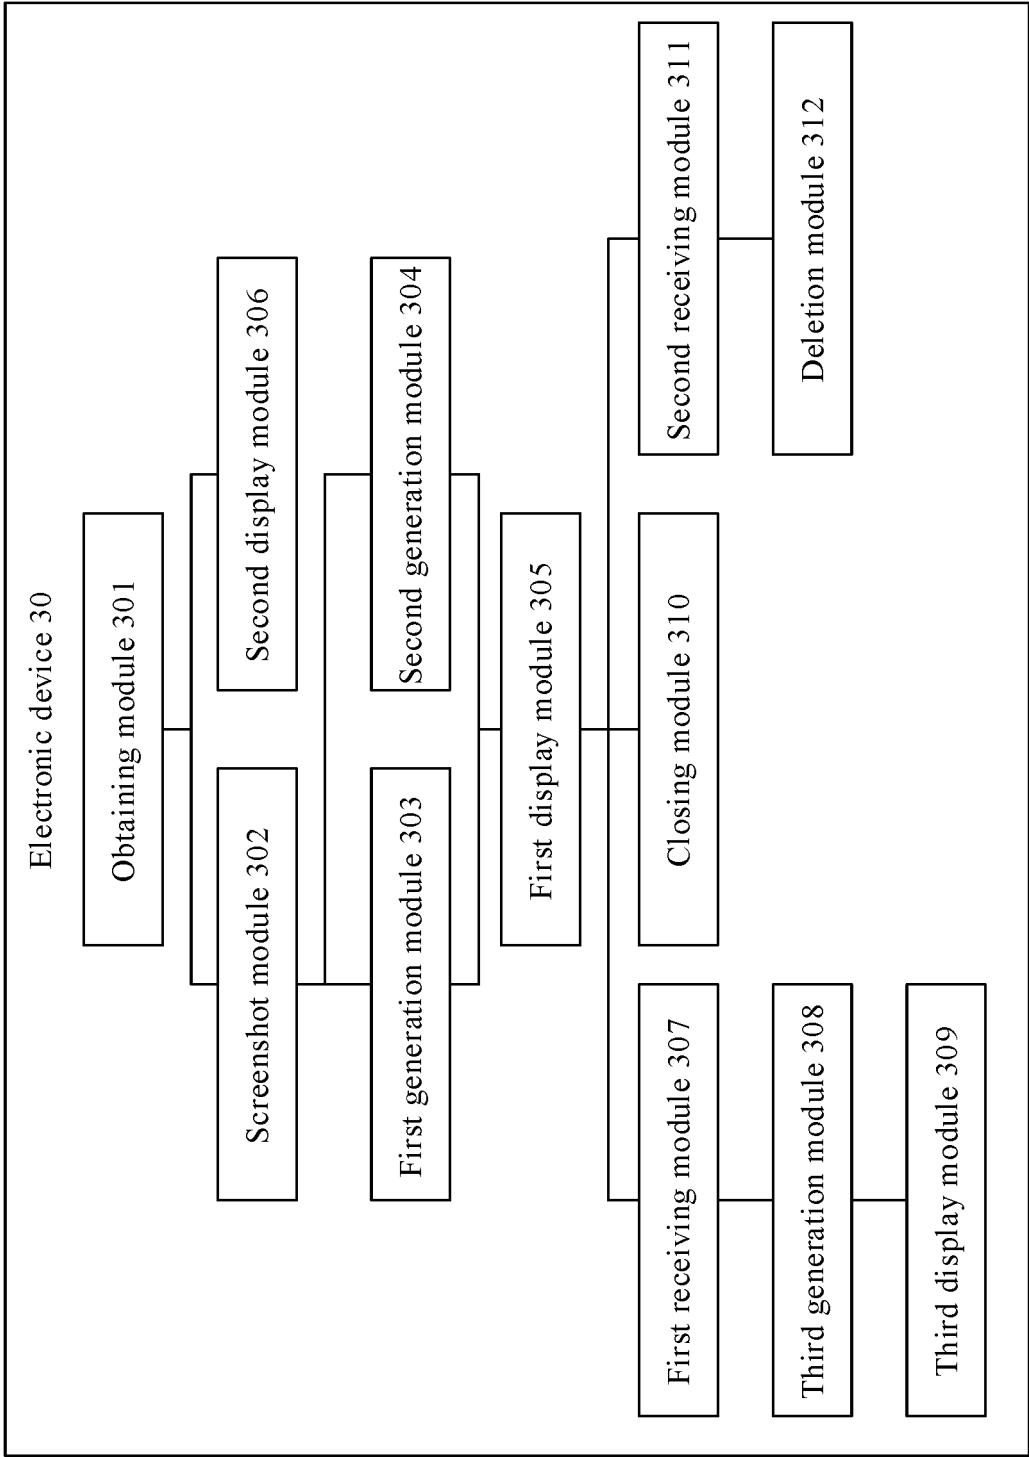 Electronic device 30
Obtaining module 301
Screenshot module 302
Second display module 306
First generation module 303
Second generation module 304
First display module 305
First receiving module 307
Closing module 310
Second receiving module 311
Third generation module 308
Deletion module 312
Third display module 309